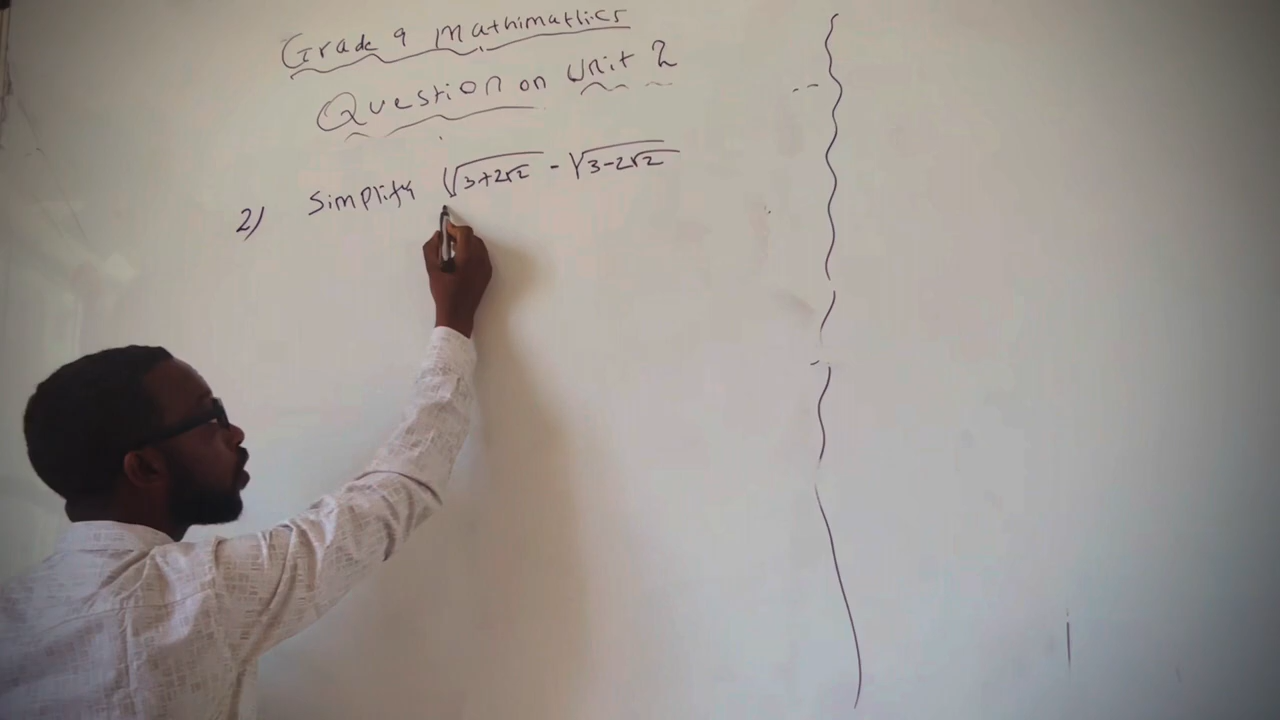 Grade 9 Mathimatlics
Question on Unit 2
2) Simplify √(3+2√2) - √(3-2√2)